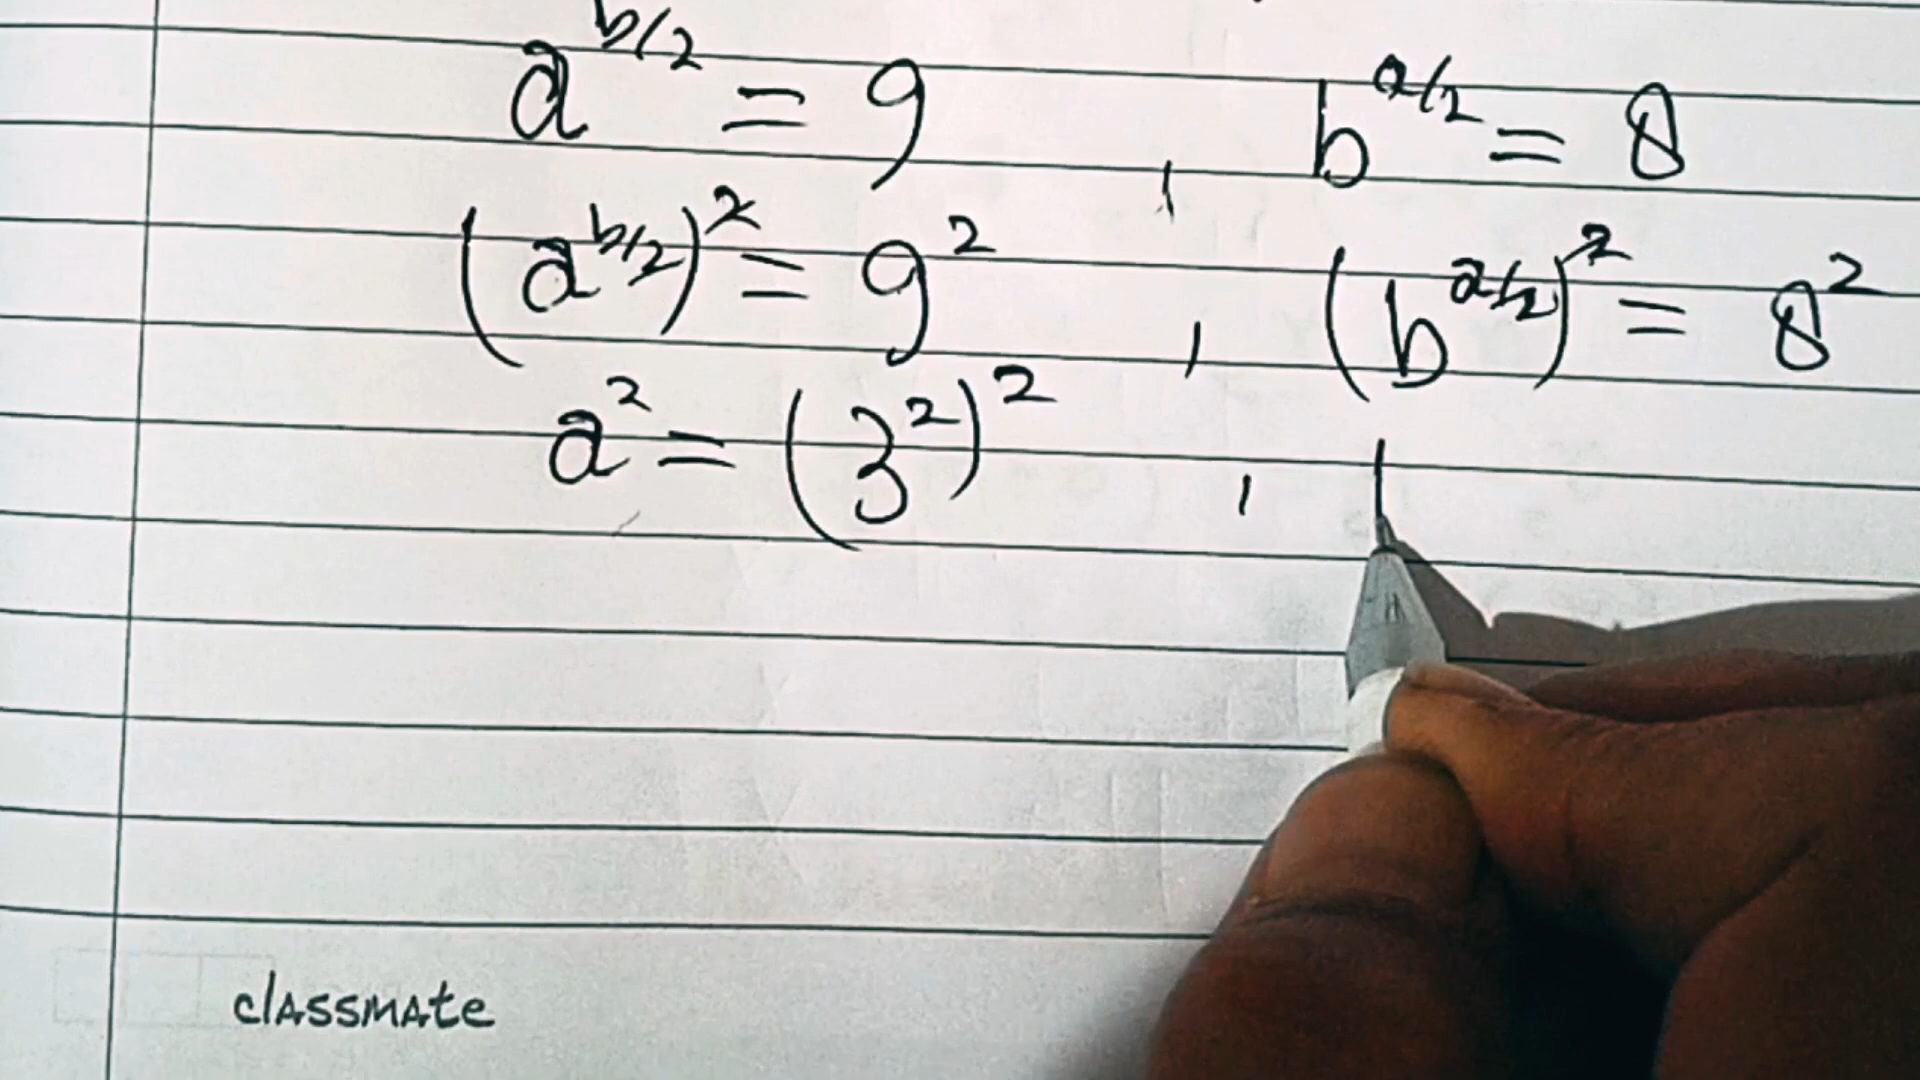 a^{b/2} = 9 , b^{a/2} = 8
(a^{b/2})^2 = 9^2 , (b^{a/2})^2 = 8^2
a^2 = (3^2)^2 ,
classmate